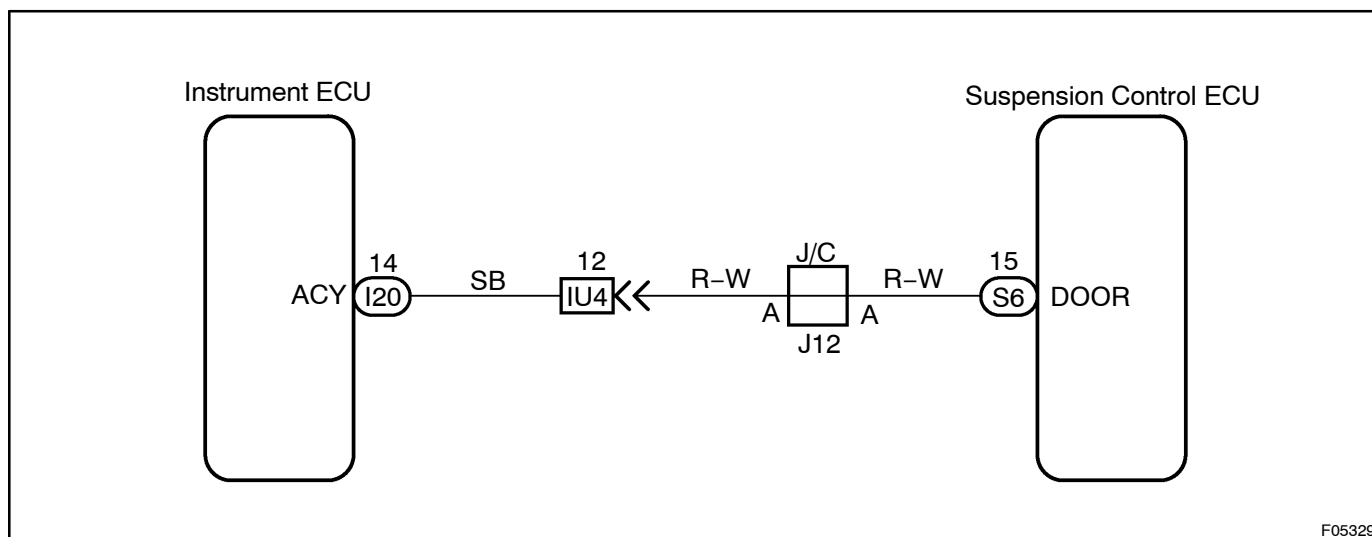 Instrument ECU
Suspension Control ECU
14
12
J/C
15
ACY
I20
SB
IU4
R−W
R−W
S6
DOOR
A
A
J12
F05329